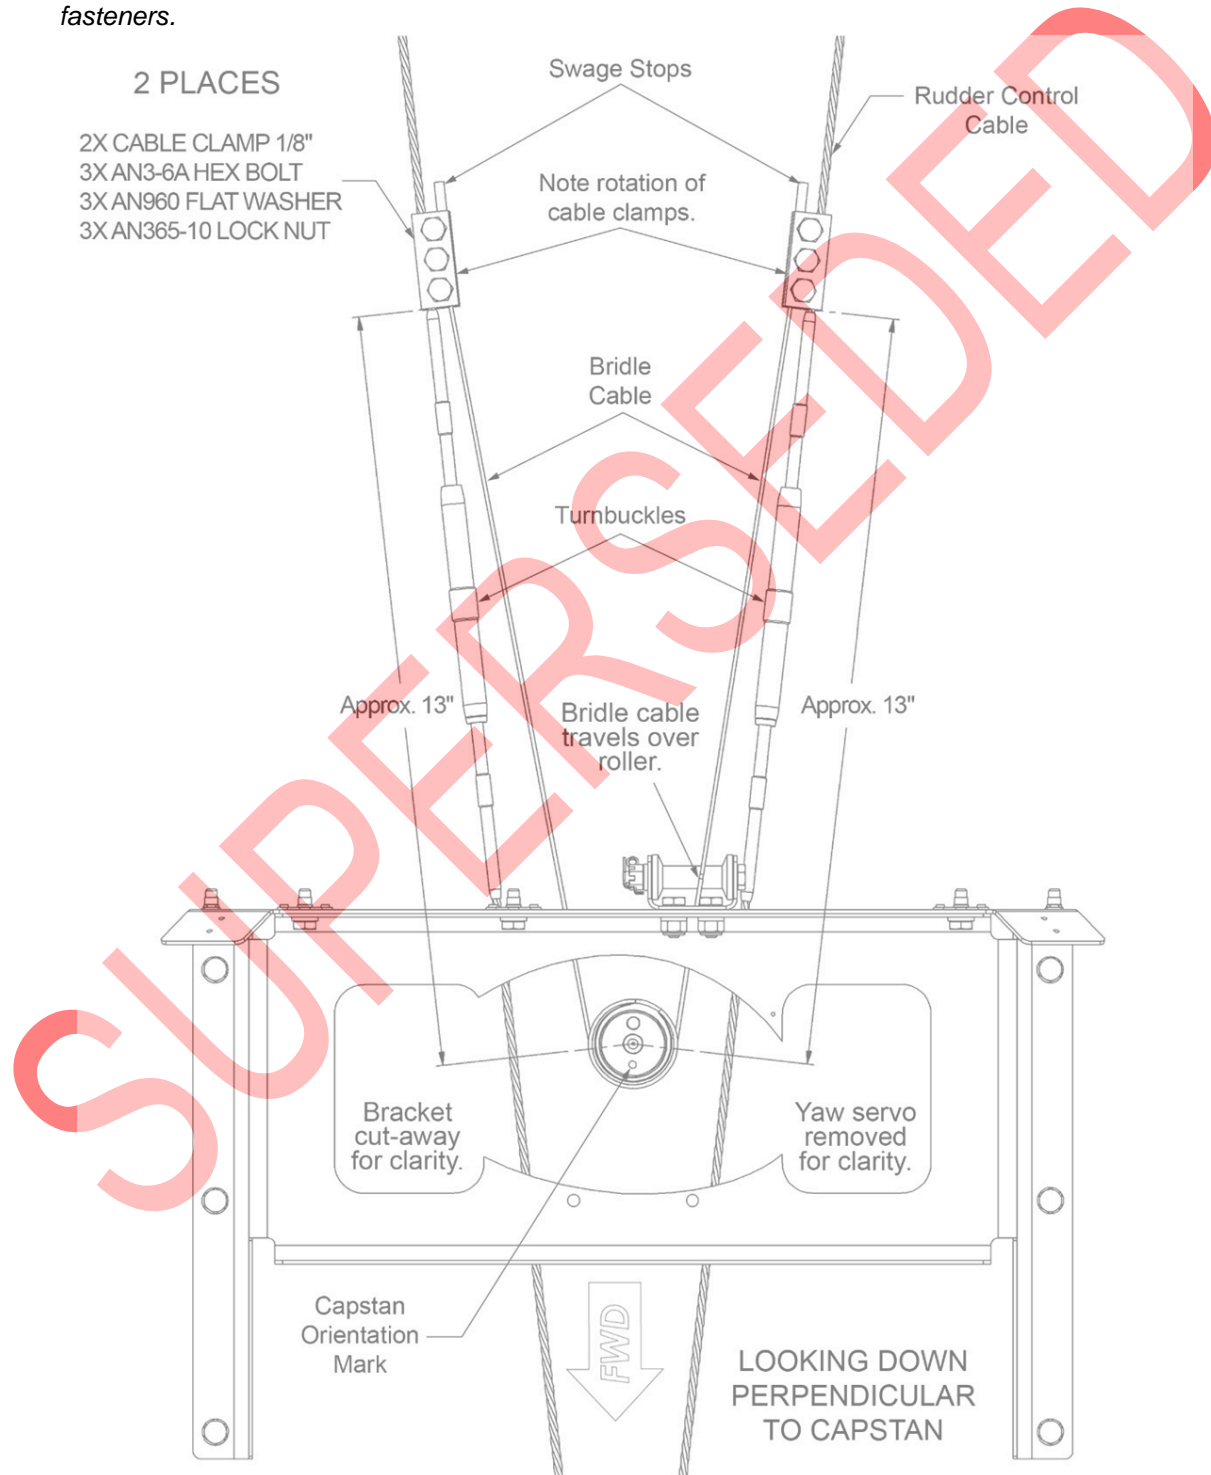 fasteners.
2 PLACES
2X CABLE CLAMP 1/8"
3X AN3-6A HEX BOLT
3X AN960 FLAT WASHER
3X AN365-10 LOCK NUT
Swage Stops
Rudder Control
Cable
Note rotation of
cable clamps.
Bridle
Cable
Turnbuckles
Approx. 13"
Bridle cable
travels over
roller.
Approx. 13"
Bracket
cut-away
for clarity.
Yaw servo
removed
for clarity.
Capstan
Orientation
Mark
FWD
LOOKING DOWN
PERPENDICULAR
TO CAPSTAN
SUPERSEDED